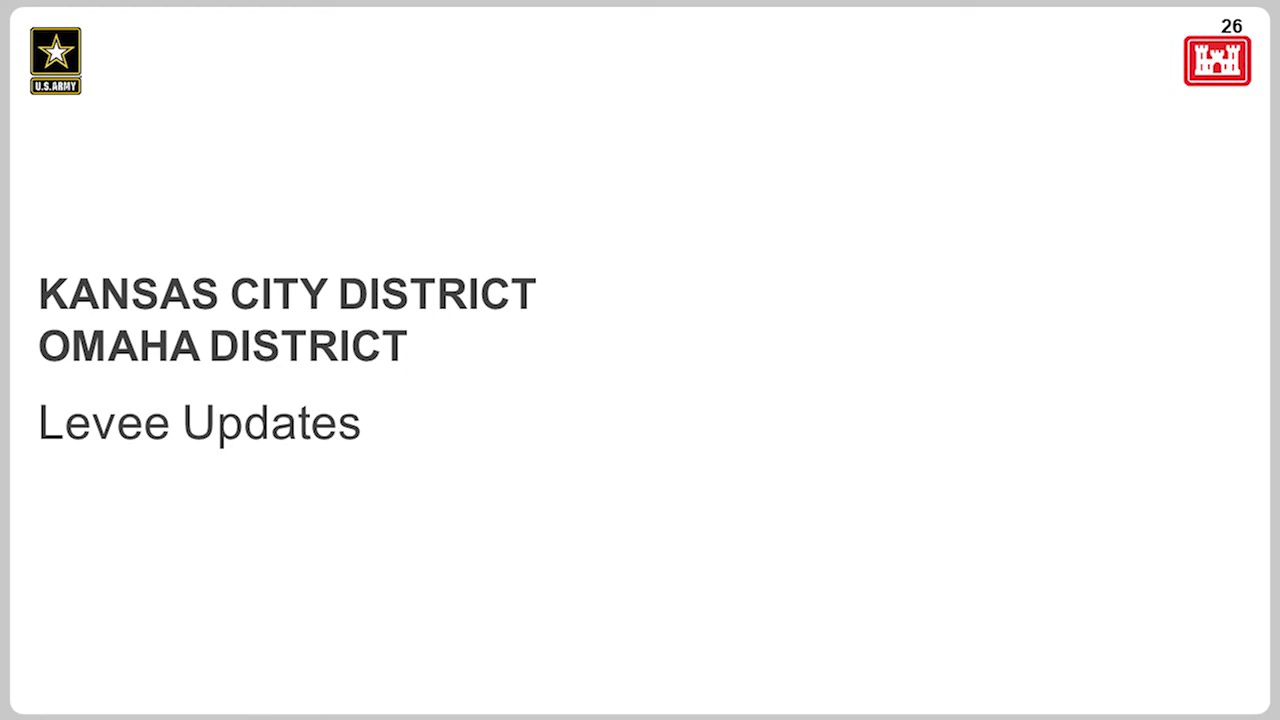 26
U.S.ARMY
KANSAS CITY DISTRICT
OMAHA DISTRICT
Levee Updates